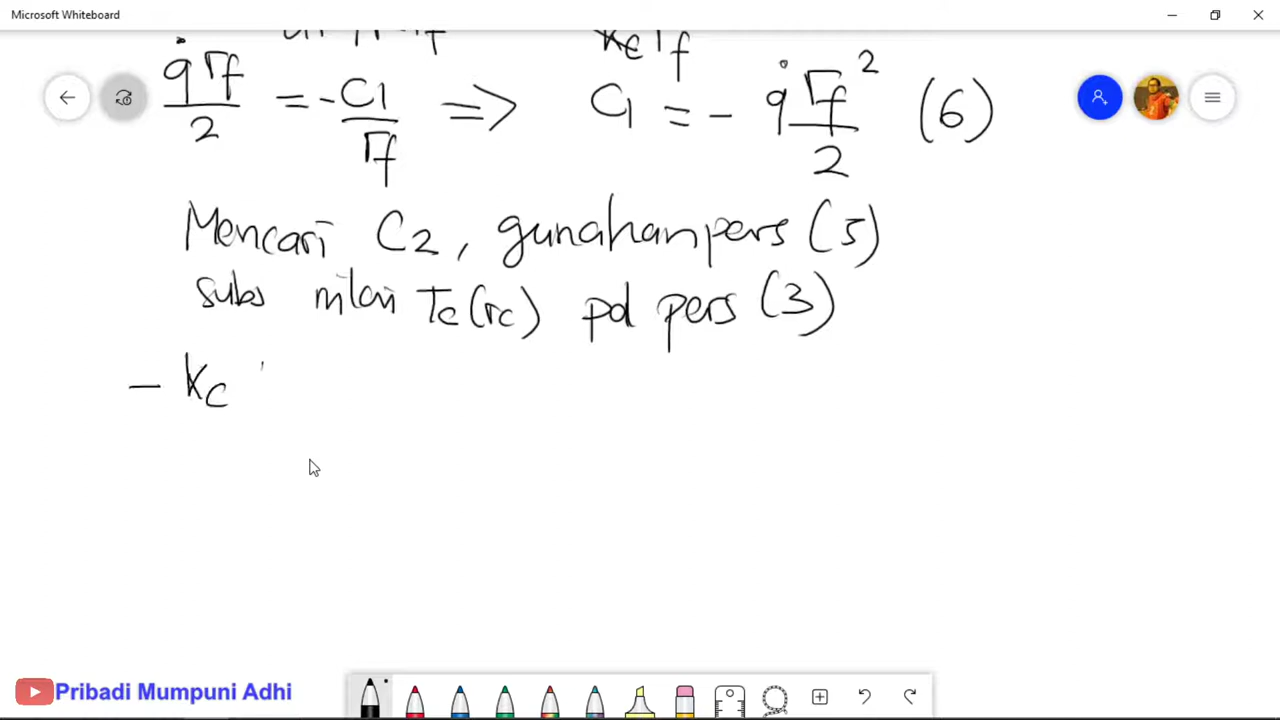 Microsoft Whiteboard
q̇ rf / 2 = - C1 / rf => C1 = - q̇ rf² / 2 (6)
Mencari C2, gunakan pers (5)
subs nilai Tc(rc) pd pers (3)
- kc
Pribadi Mumpuni Adhi